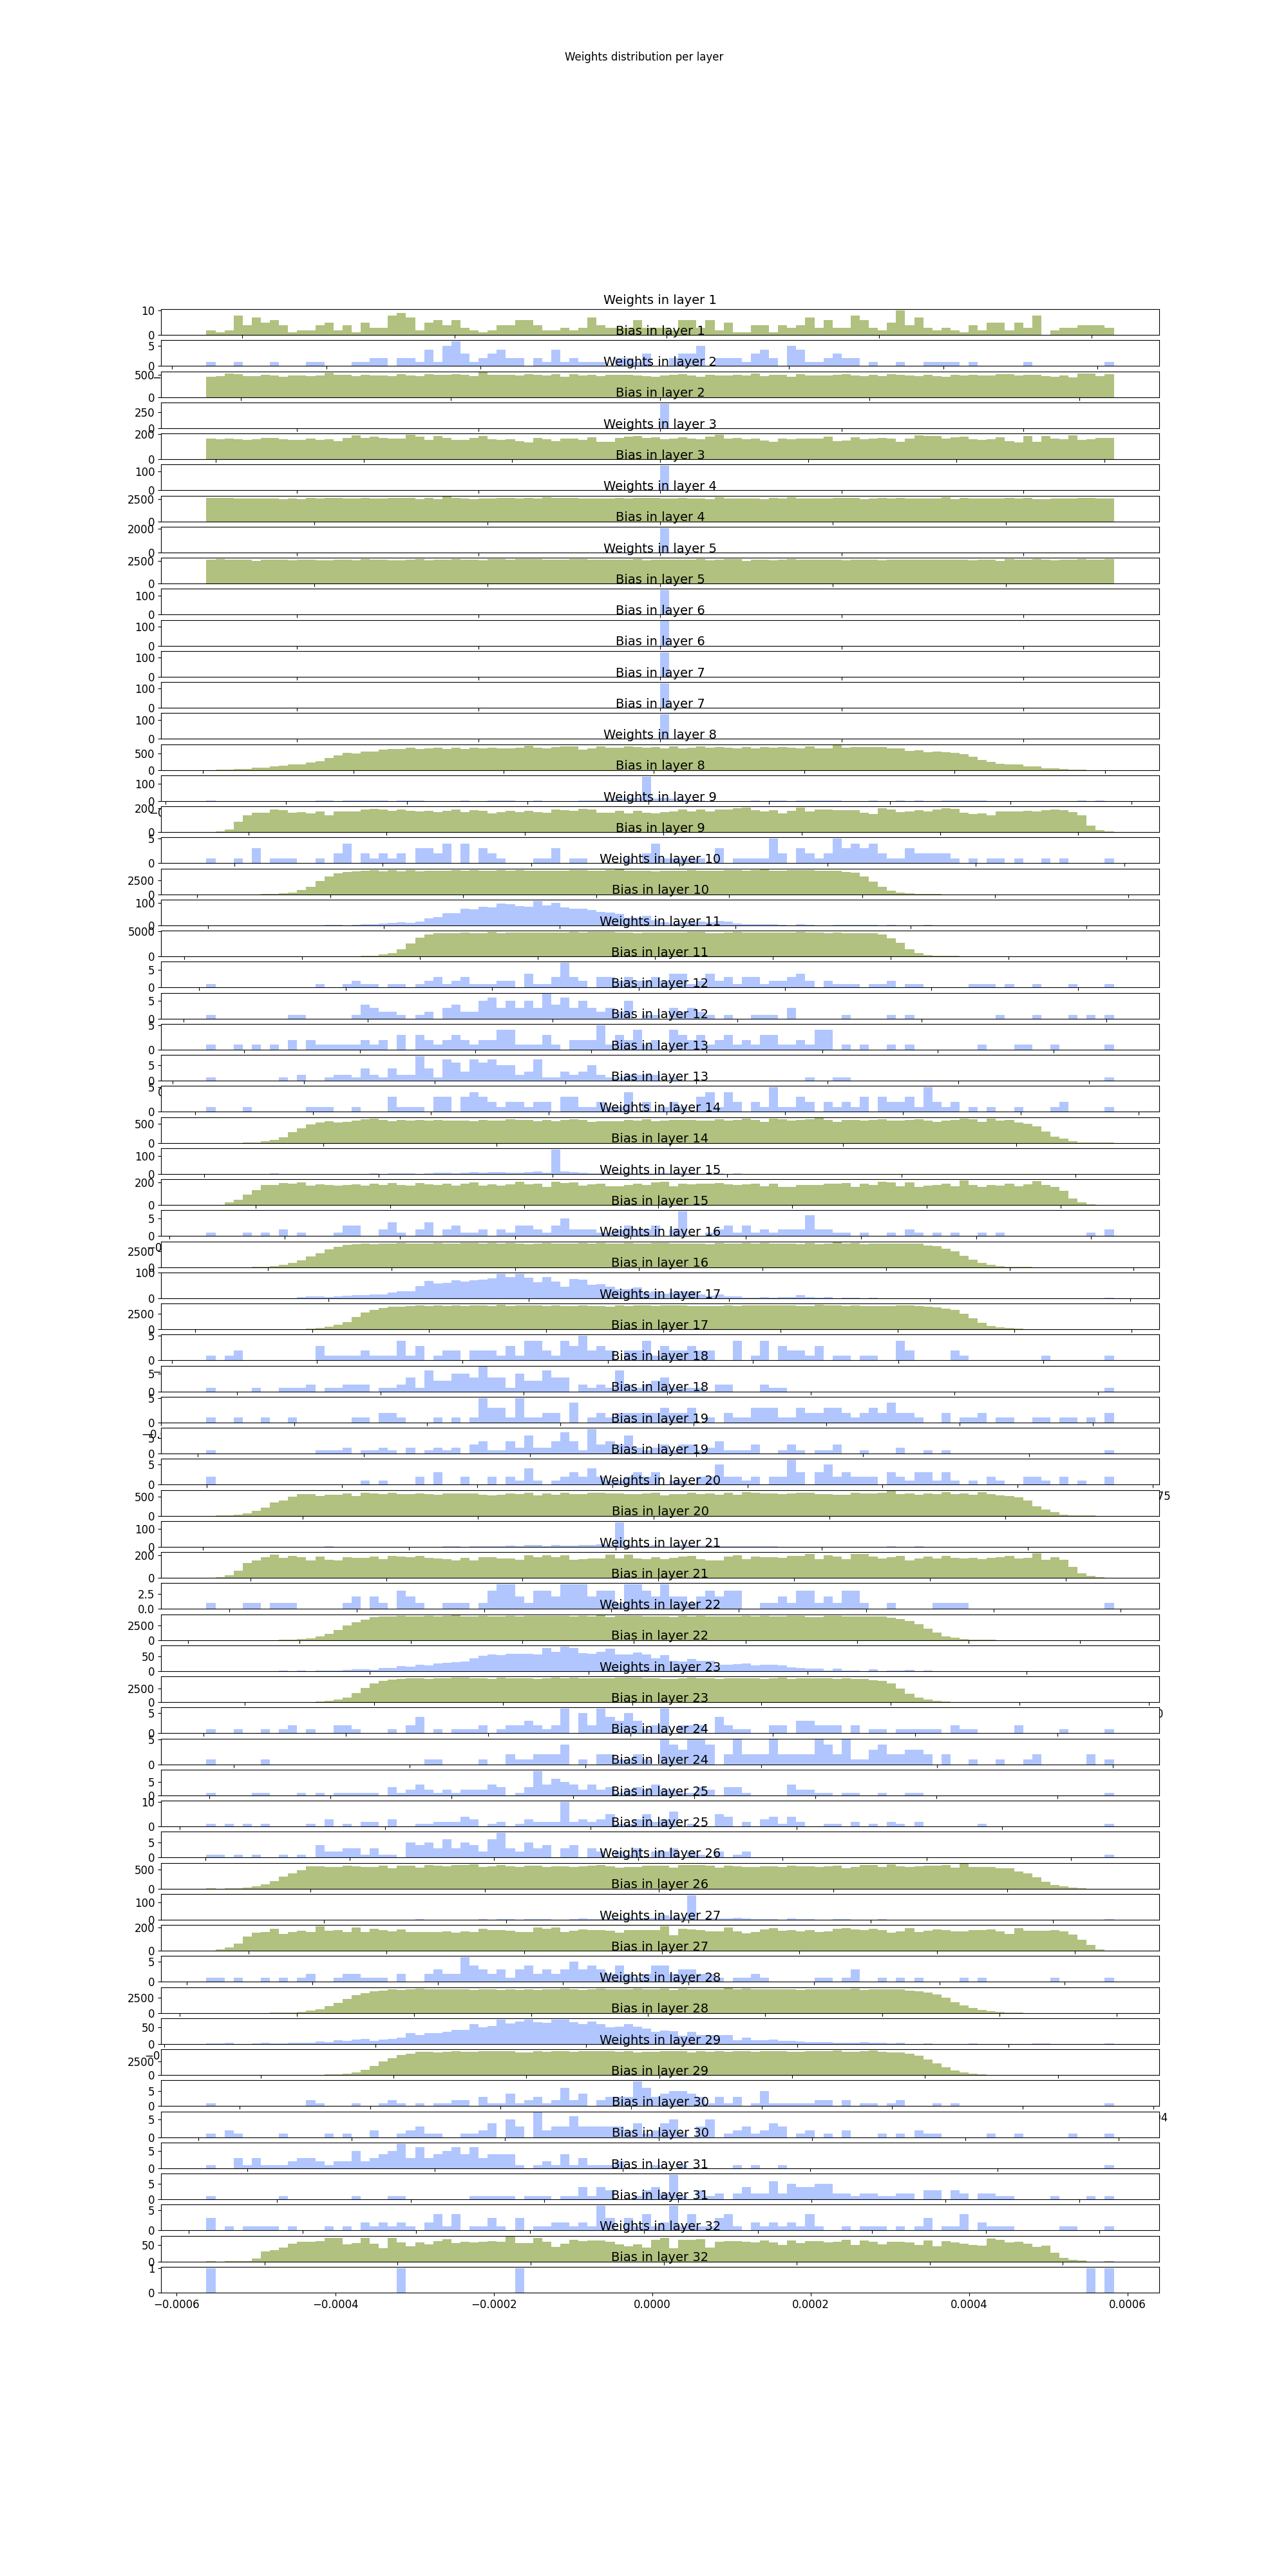 Weights distribution per layer
Weights in layer 1
10
0
Bias in layer 1
5
0
Weights in layer 2
500
0
Bias in layer 2
250
0
Weights in layer 3
200
0
Bias in layer 3
100
0
Weights in layer 4
2500
0
Bias in layer 4
2000
0
Weights in layer 5
2500
0
Bias in layer 5
100
0
Bias in layer 6
100
0
Bias in layer 6
100
0
Bias in layer 7
100
0
Bias in layer 7
100
0
Weights in layer 8
500
0
Bias in layer 8
100
0
Weights in layer 9
200
0
Bias in layer 9
5
0
Weights in layer 10
2500
0
Bias in layer 10
100
0
Weights in layer 11
5000
0
Bias in layer 11
5
0
Bias in layer 12
5
0
Bias in layer 12
5
0
Bias in layer 13
5
0
Bias in layer 13
5
0
Weights in layer 14
500
0
Bias in layer 14
100
0
Weights in layer 15
200
0
Bias in layer 15
5
0
Weights in layer 16
2500
0
Bias in layer 16
100
0
Weights in layer 17
2500
0
Bias in layer 17
5
0
Bias in layer 18
5
0
Bias in layer 18
5
0
Bias in layer 19
5
0
Bias in layer 19
5
0
75
Weights in layer 20
500
0
Bias in layer 20
100
0
Weights in layer 21
200
0
Bias in layer 21
2.5
0.0
Weights in layer 22
2500
0
Bias in layer 22
50
0
Weights in layer 23
2500
0
Bias in layer 23
5
0
Bias in layer 24
5
0
Bias in layer 24
5
0
Bias in layer 25
10
0
Bias in layer 25
5
0
Weights in layer 26
500
0
Bias in layer 26
100
0
Weights in layer 27
200
0
Bias in layer 27
5
0
Weights in layer 28
2500
0
Bias in layer 28
50
0
Weights in layer 29
2500
0
Bias in layer 29
5
0
Bias in layer 30
5
0
Bias in layer 30
5
0
Bias in layer 31
5
0
Bias in layer 31
5
0
Weights in layer 32
50
0
Bias in layer 32
1
0
−0.0006 −0.0004 −0.0002 0.0000 0.0002 0.0004 0.0006